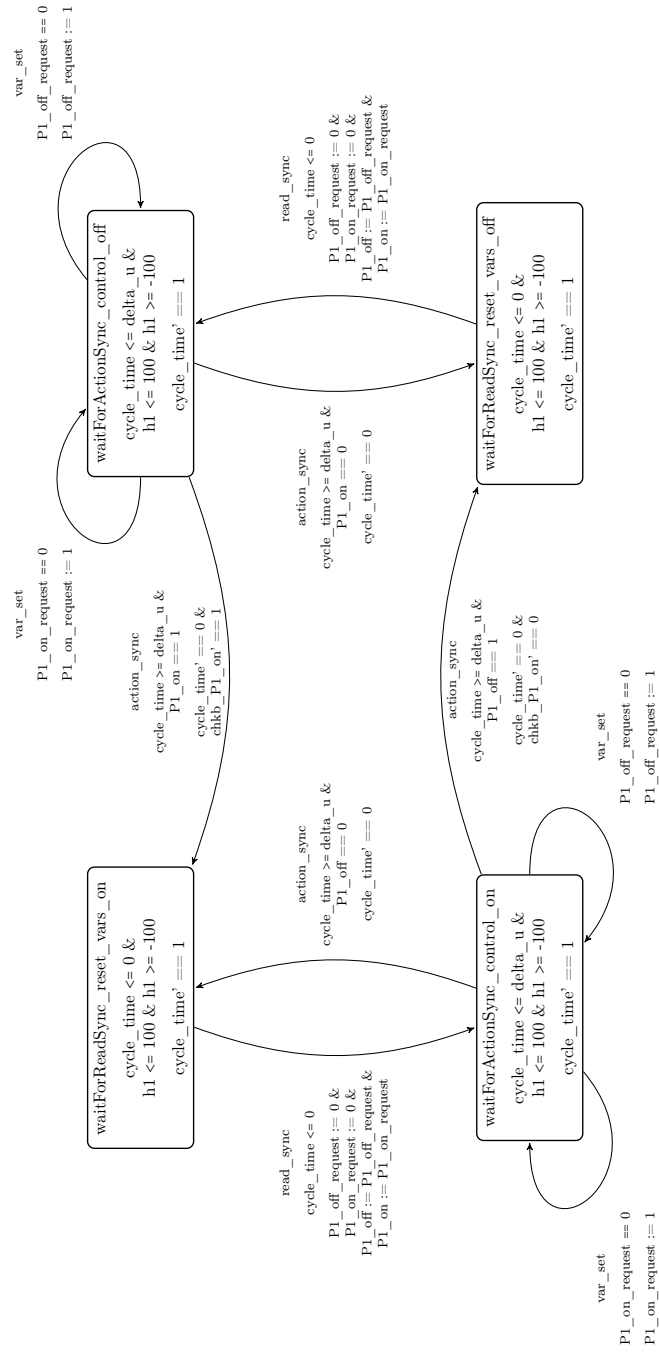 var_set
P1_on_request == 0
P1_on_request := 1
var_set
P1_off_request == 0
P1_off_request := 1
waitForReadSync_reset_vars_on
cycle_time <= 0 &
h1 <= 100 & h1 >= -100
cycle_time' == 1
waitForActionSync_control_off
cycle_time <= delta_u &
h1 <= 100 & h1 >= -100
cycle_time' == 1
action_sync
cycle_time >= delta_u &
P1_on == 1
cycle_time' == 0 &
chkb_P1_on' == 1
read_sync
cycle_time <= 0
P1_off_request := 0 &
P1_on_request := 0 &
P1_off := P1_off_request &
P1_on := P1_on_request
action_sync
cycle_time >= delta_u &
P1_off == 0
cycle_time' == 0
action_sync
cycle_time >= delta_u &
P1_on == 0
cycle_time' == 0
read_sync
cycle_time <= 0
P1_off_request := 0 &
P1_on_request := 0 &
P1_off := P1_off_request &
P1_on := P1_on_request
action_sync
cycle_time >= delta_u &
P1_off == 1
cycle_time' == 0 &
chkb_P1_on' == 0
waitForActionSync_control_on
cycle_time <= delta_u &
h1 <= 100 & h1 >= -100
cycle_time' == 1
waitForReadSync_reset_vars_off
cycle_time <= 0 &
h1 <= 100 & h1 >= -100
cycle_time' == 1
var_set
P1_on_request == 0
P1_on_request := 1
var_set
P1_off_request == 0
P1_off_request := 1